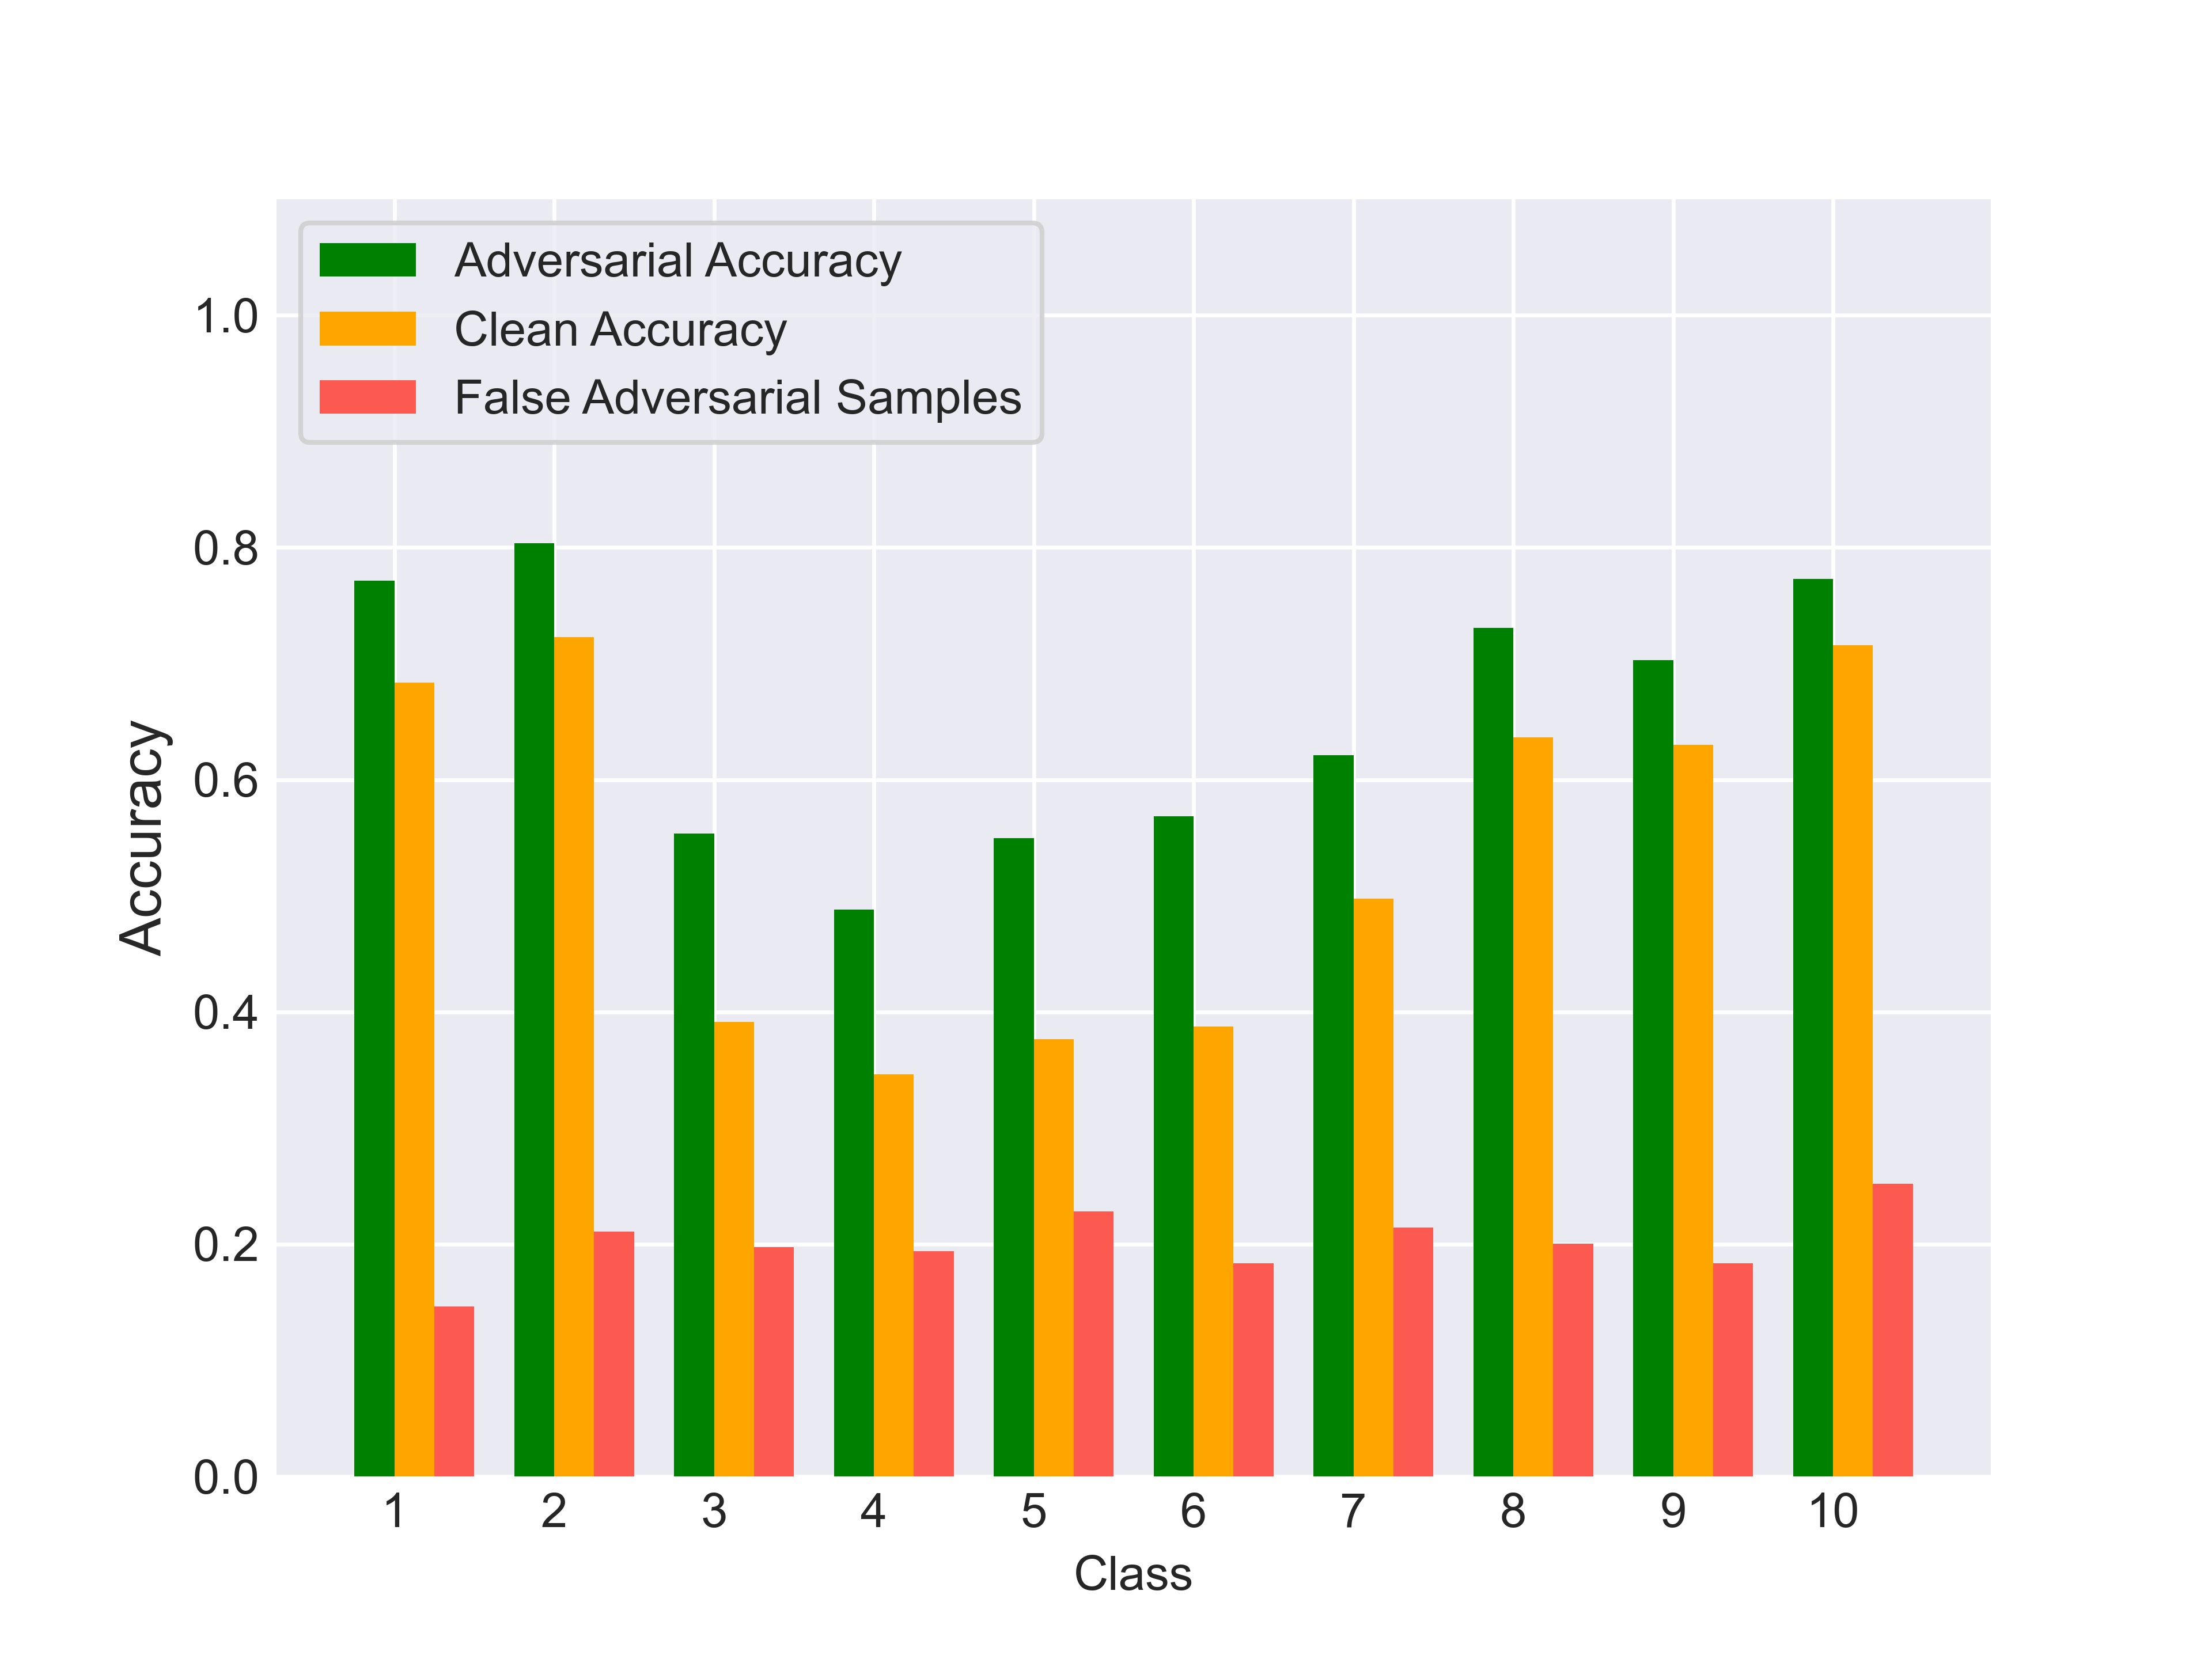 Adversarial Accuracy
Clean Accuracy
False Adversarial Samples
1.0
0.8
0.6
0.4
0.2
0.0
Accuracy
1 2 3 4 5 6 7 8 9 10
Class